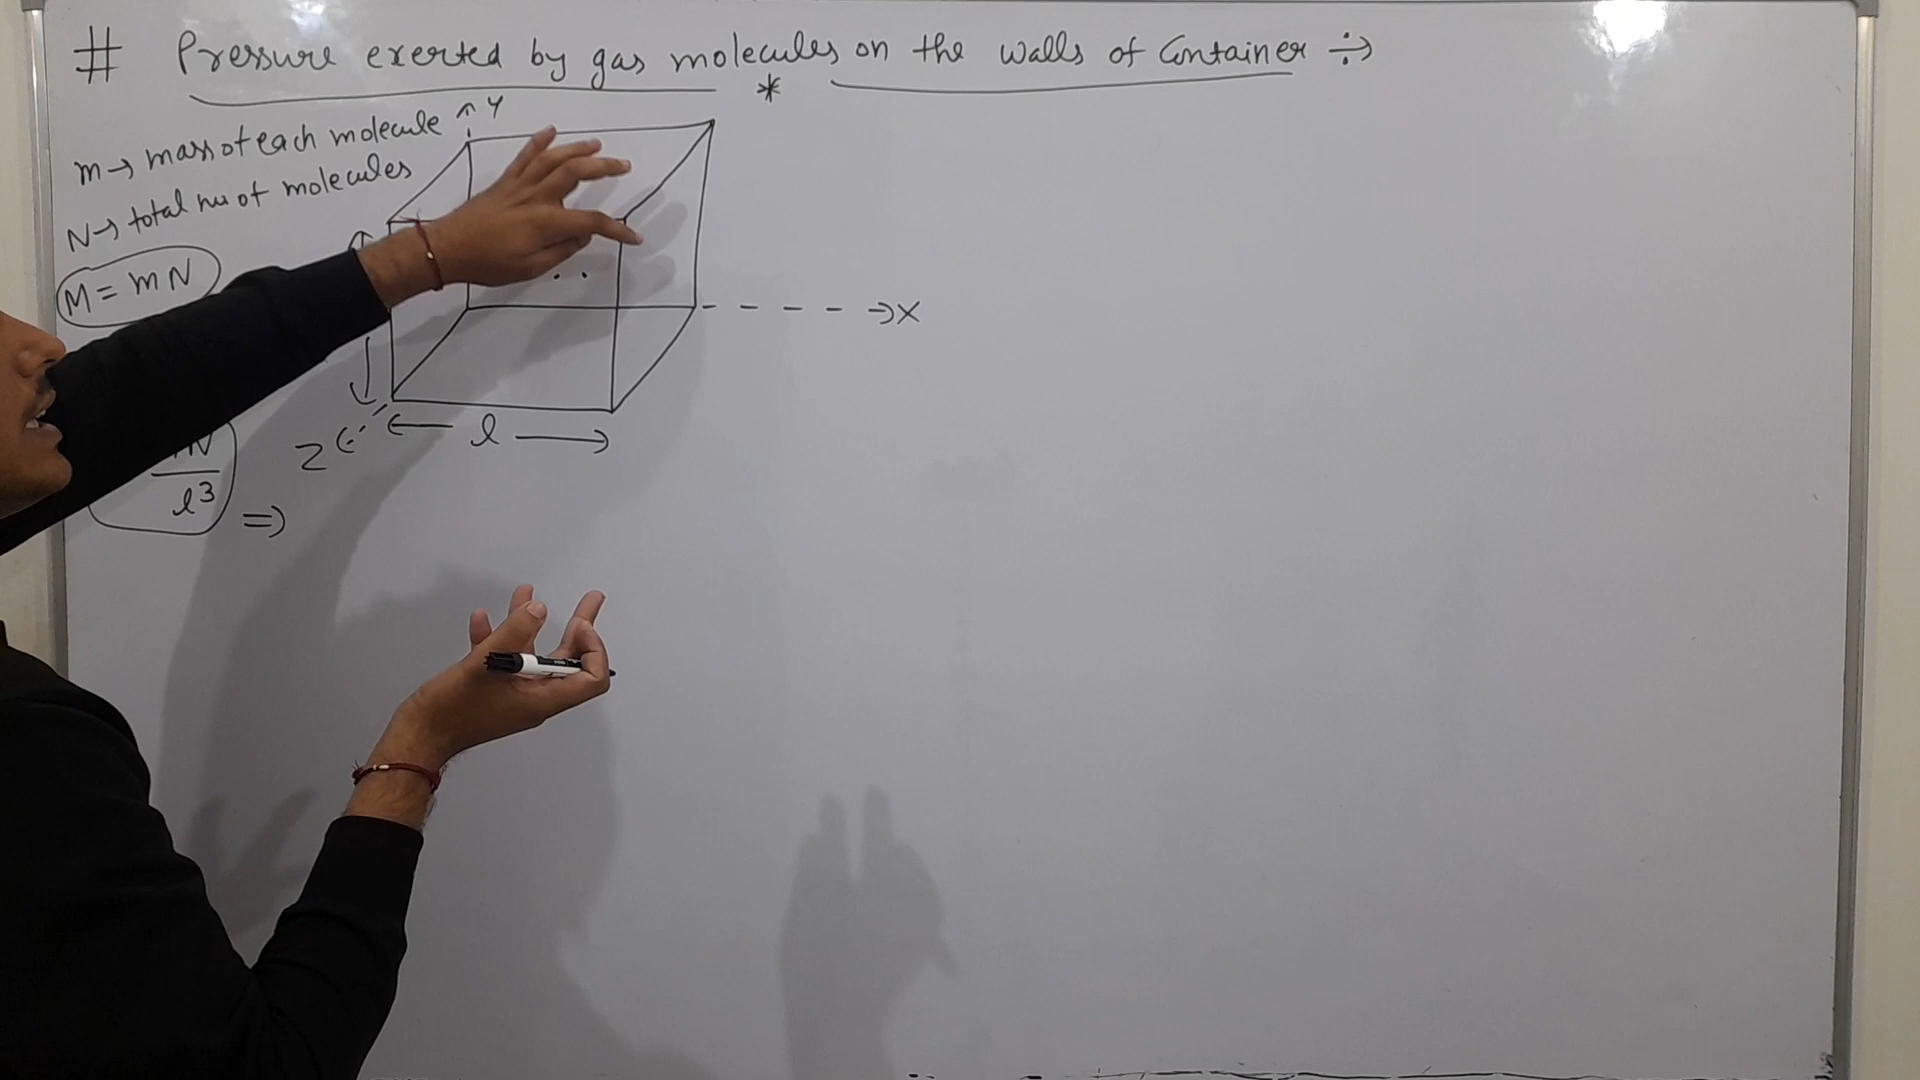 # Pressure exerted by gas molecules on the walls of Container ÷→
*
m→ mass of each molecule
N→ total no of molecules
M = mN
l³ ⇒
Y
X
Z
l